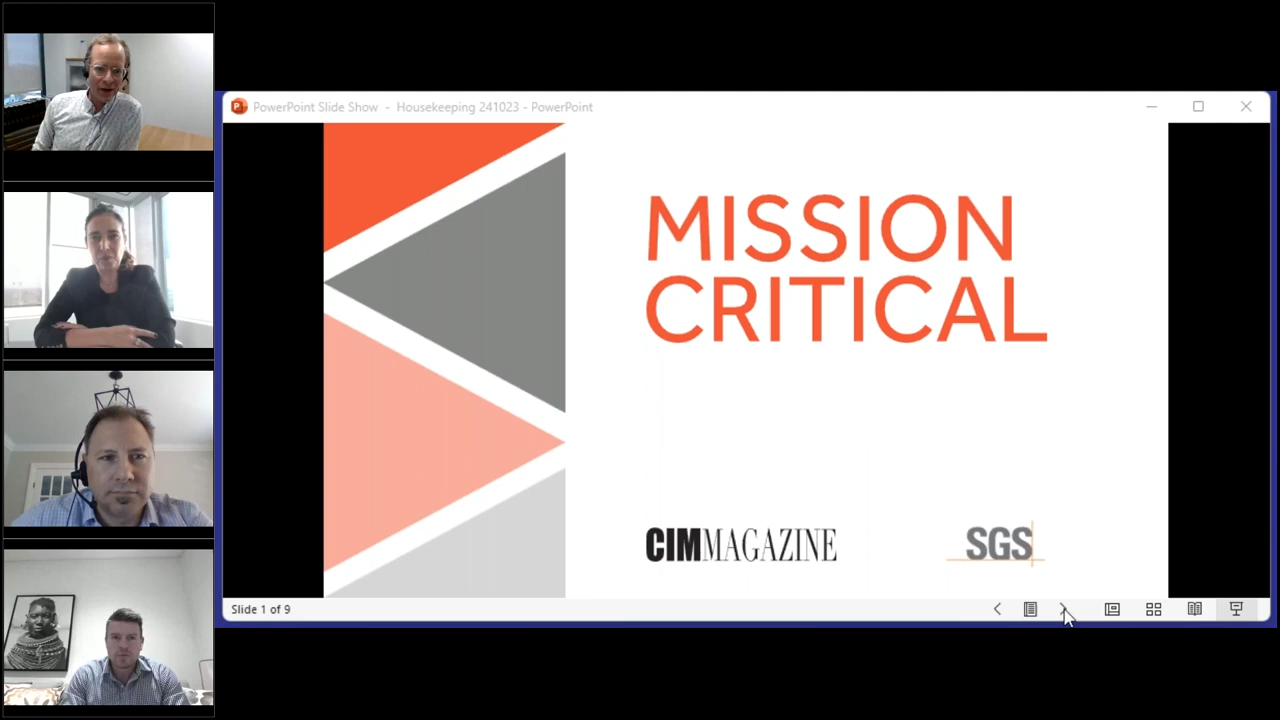 PowerPoint Slide Show - Housekeeping 241023 - PowerPoint
MISSION
CRITICAL
CIMMAGAZINE
SGS
Slide 1 of 9